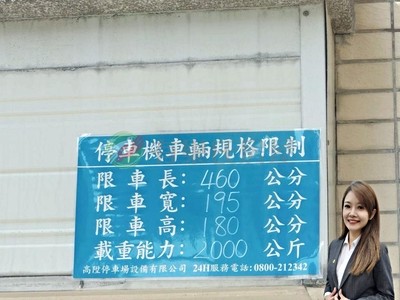 停車機車輛規格限制
限車長：460 公分
限車寬：195 公分
限車高：180 公分
載重能力：2000 公斤
高陞停車場設備有限公司 24H服務電話：0800-212342